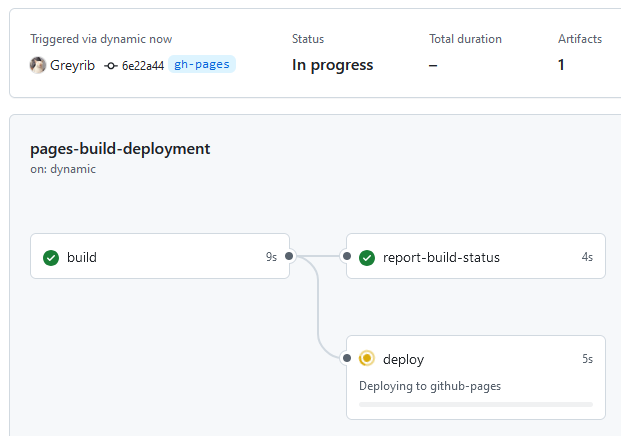 Triggered via dynamic now
Status
Total duration
Artifacts
Greyrib 6e22a44 gh-pages
In progress
–
1
pages-build-deployment
on: dynamic
build 9s
report-build-status 4s
deploy 5s
Deploying to github-pages